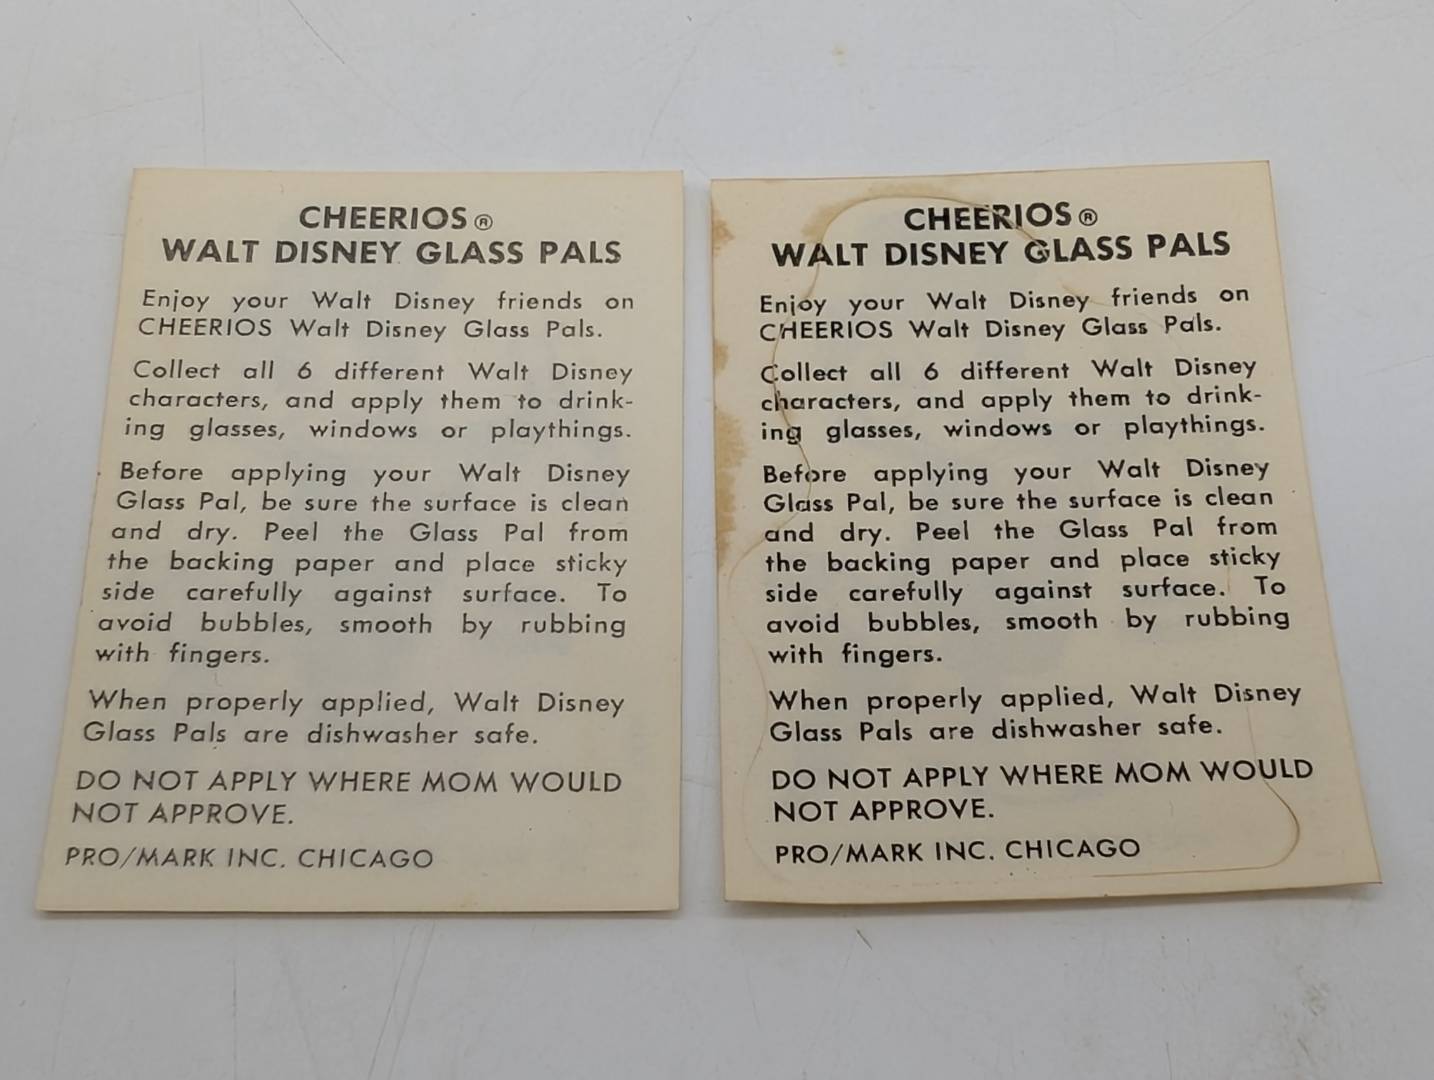 CHEERIOS®
WALT DISNEY GLASS PALS
Enjoy your Walt Disney friends on
CHEERIOS Walt Disney Glass Pals.
Collect all 6 different Walt Disney
characters, and apply them to drink-
ing glasses, windows or playthings.
Before applying your Walt Disney
Glass Pal, be sure the surface is clean
and dry. Peel the Glass Pal from
the backing paper and place sticky
side carefully against surface. To
avoid bubbles, smooth by rubbing
with fingers.
When properly applied, Walt Disney
Glass Pals are dishwasher safe.
DO NOT APPLY WHERE MOM WOULD
NOT APPROVE.
PRO/MARK INC. CHICAGO
CHEERIOS®
WALT DISNEY GLASS PALS
Enjoy your Walt Disney friends on
CHEERIOS Walt Disney Glass Pals.
Collect all 6 different Walt Disney
characters, and apply them to drink-
ing glasses, windows or playthings.
Before applying your Walt Disney
Glass Pal, be sure the surface is clean
and dry. Peel the Glass Pal from
the backing paper and place sticky
side carefully against surface. To
avoid bubbles, smooth by rubbing
with fingers.
When properly applied, Walt Disney
Glass Pals are dishwasher safe.
DO NOT APPLY WHERE MOM WOULD
NOT APPROVE.
PRO/MARK INC. CHICAGO